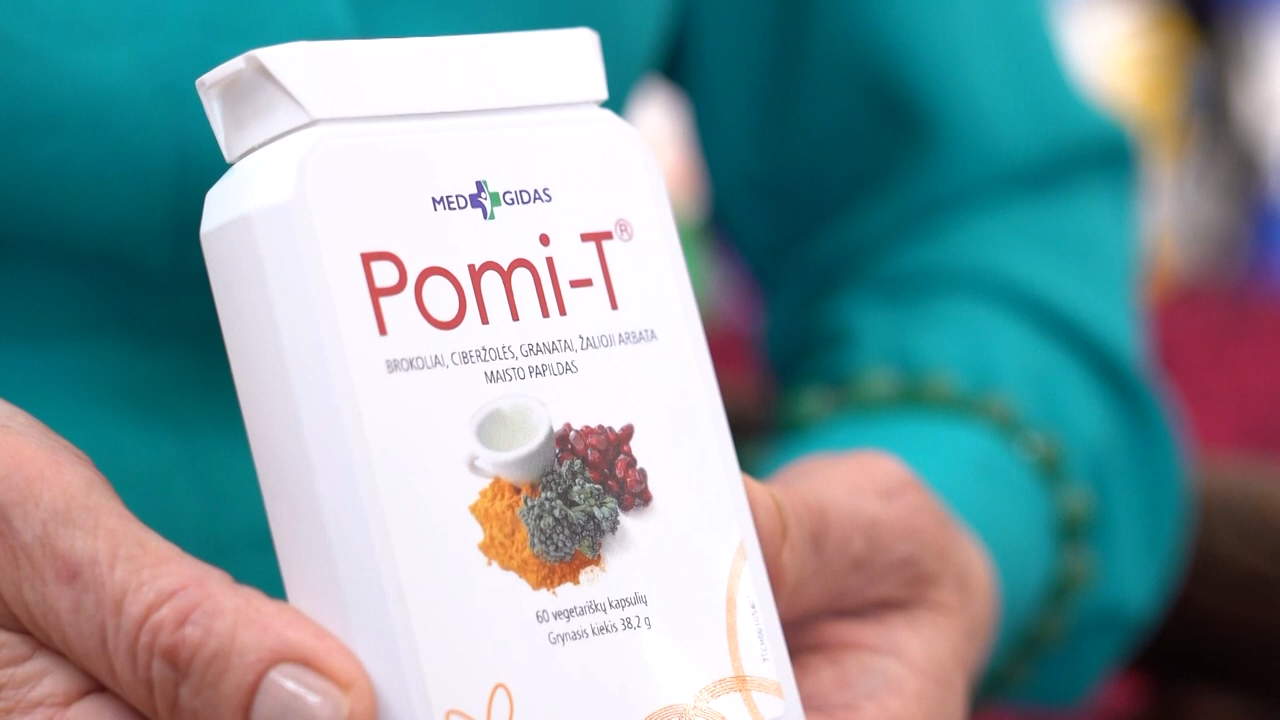 MED GIDAS
Pomi-T®
BROKOLIAI, CIBERŽOLĖS, GRANATAI, ŽALIOJI ARBATA
MAISTO PAPILDAS
60 vegetariškų kapsulių
Grynasis kiekis 38,2 g